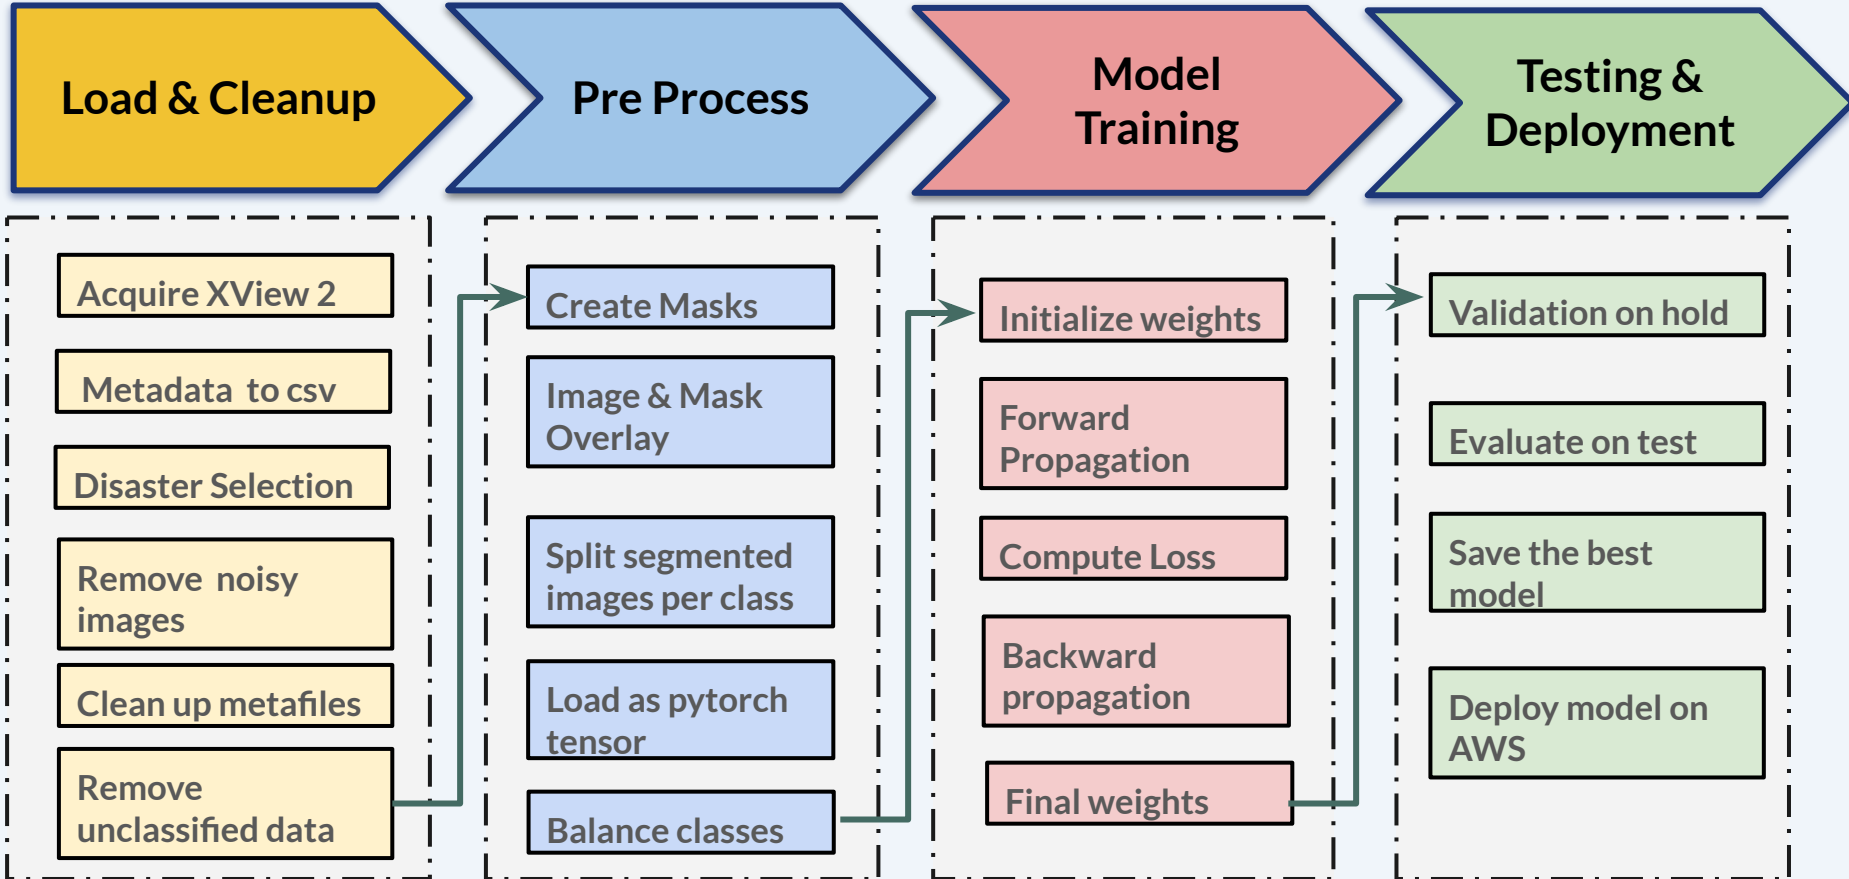 Load & Cleanup
Pre Process
Model
Training
Testing &
Deployment
Acquire XView 2
Metadata to csv
Disaster Selection
Remove noisy
images
Clean up metafiles
Remove
unclassified data
Create Masks
Image & Mask
Overlay
Split segmented
images per class
Load as pytorch
tensor
Balance classes
Initialize weights
Forward
Propagation
Compute Loss
Backward
propagation
Final weights
Validation on hold
Evaluate on test
Save the best
model
Deploy model on
AWS